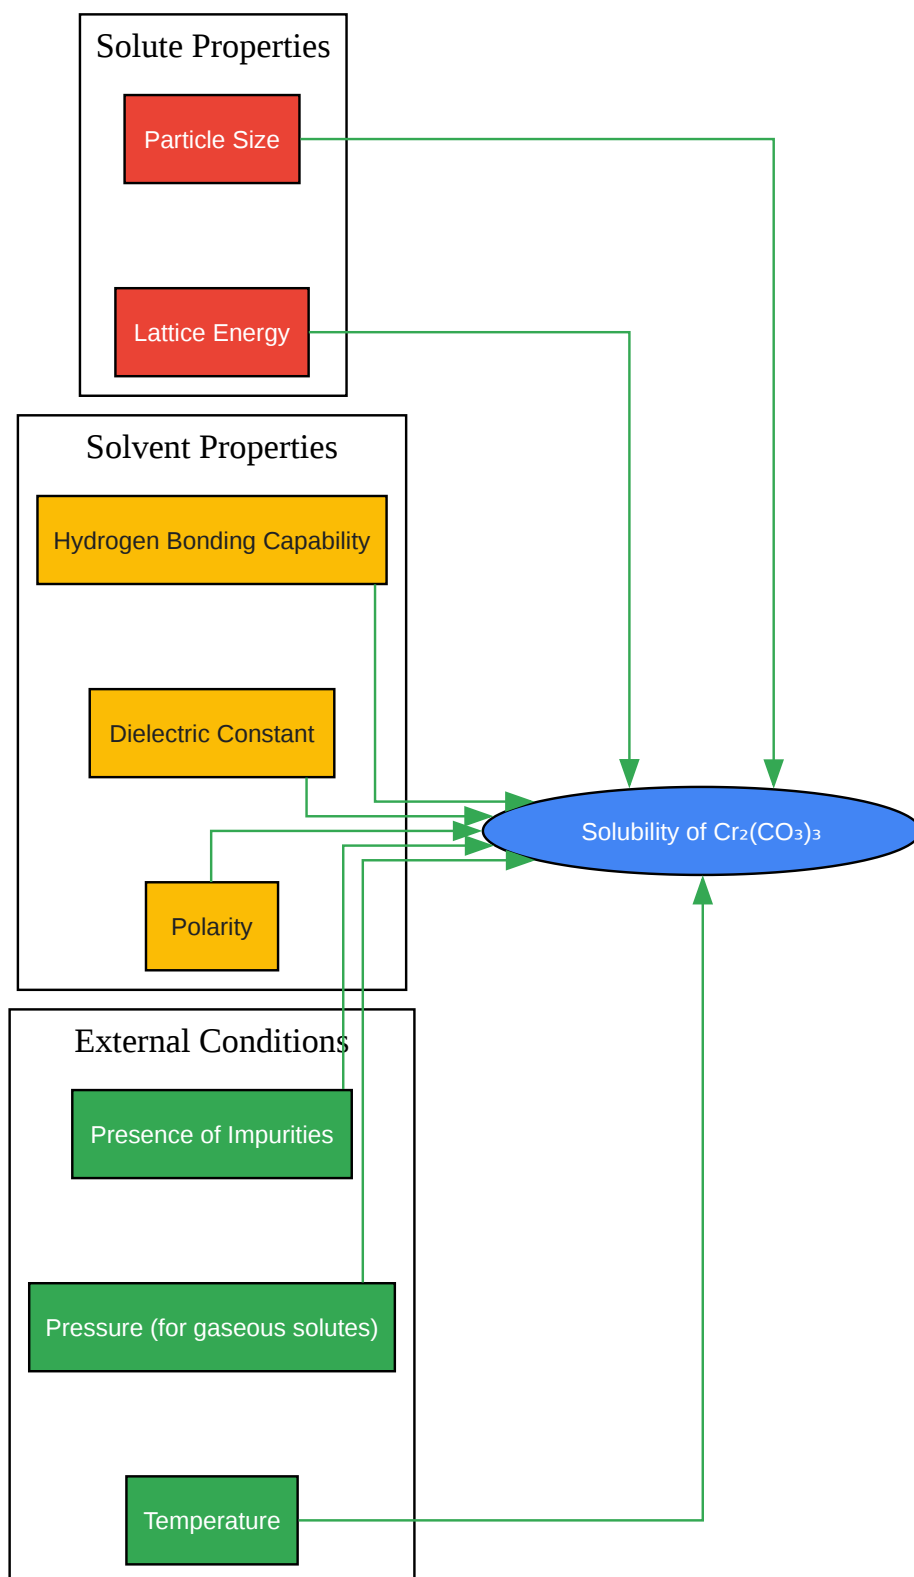 Solute Properties
Particle Size
Lattice Energy
Solvent Properties
Hydrogen Bonding Capability
Dielectric Constant
Solubility of Cr₂(CO₃)₃
Polarity
External Conditions
Presence of Impurities
Pressure (for gaseous solutes)
Temperature